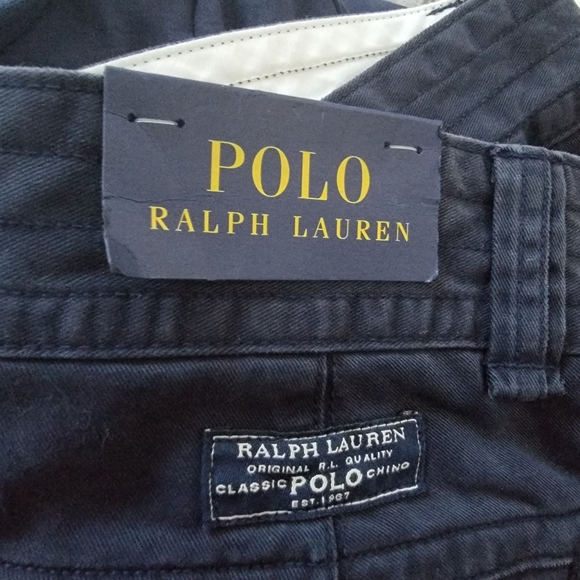 POLO
RALPH LAUREN
RALPH LAUREN
ORIGINAL R.L. QUALITY
CLASSIC POLO CHINO
EST. 1967